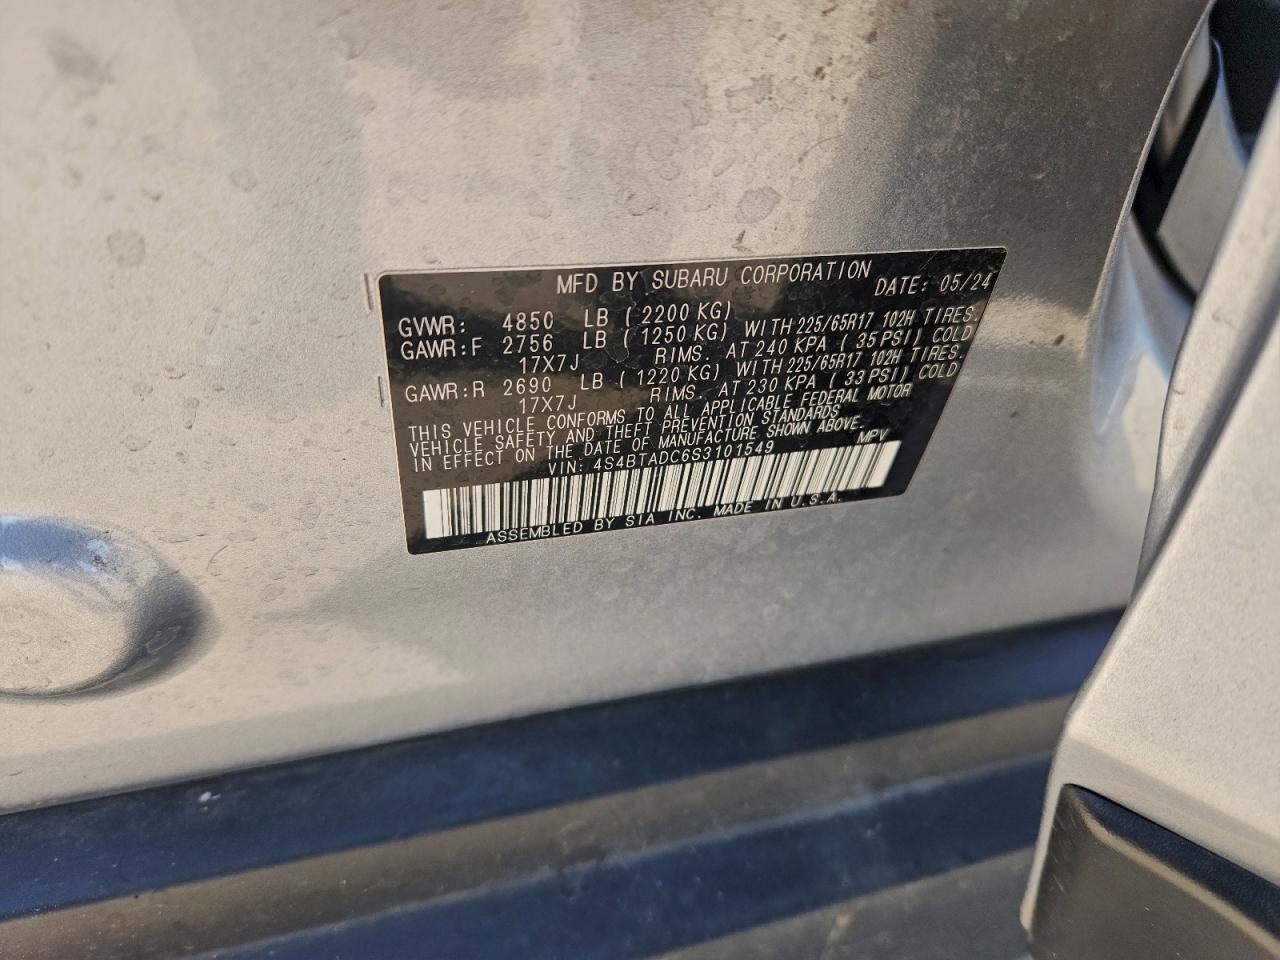 MFD BY SUBARU CORPORATION DATE: 05/24
GVWR: 4850 LB (2200 KG)
GAWR:F 2756 LB (1250 KG) WITH 225/65R17 102H TIRES.
17X7J RIMS. AT 240 KPA (35 PSI) COLD
GAWR:R 2690 LB (1220 KG) WITH 225/65R17 102H TIRES.
17X7J RIMS. AT 230 KPA (33 PSI) COLD
THIS VEHICLE CONFORMS TO ALL APPLICABLE FEDERAL MOTOR
VEHICLE SAFETY AND THEFT PREVENTION STANDARDS
IN EFFECT ON THE DATE OF MANUFACTURE SHOWN ABOVE.
VIN: 4S4BTADC6S3101549 MPV
ASSEMBLED BY SIA INC. MADE IN U.S.A.